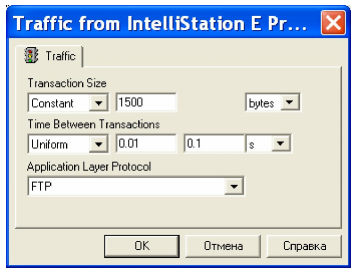 Traffic from IntelliStation E Pr...
Traffic
Transaction Size
Constant 1500 bytes
Time Between Transactions
Uniform 0.01 0.1 s
Application Layer Protocol
FTP
OK Отмена Справка